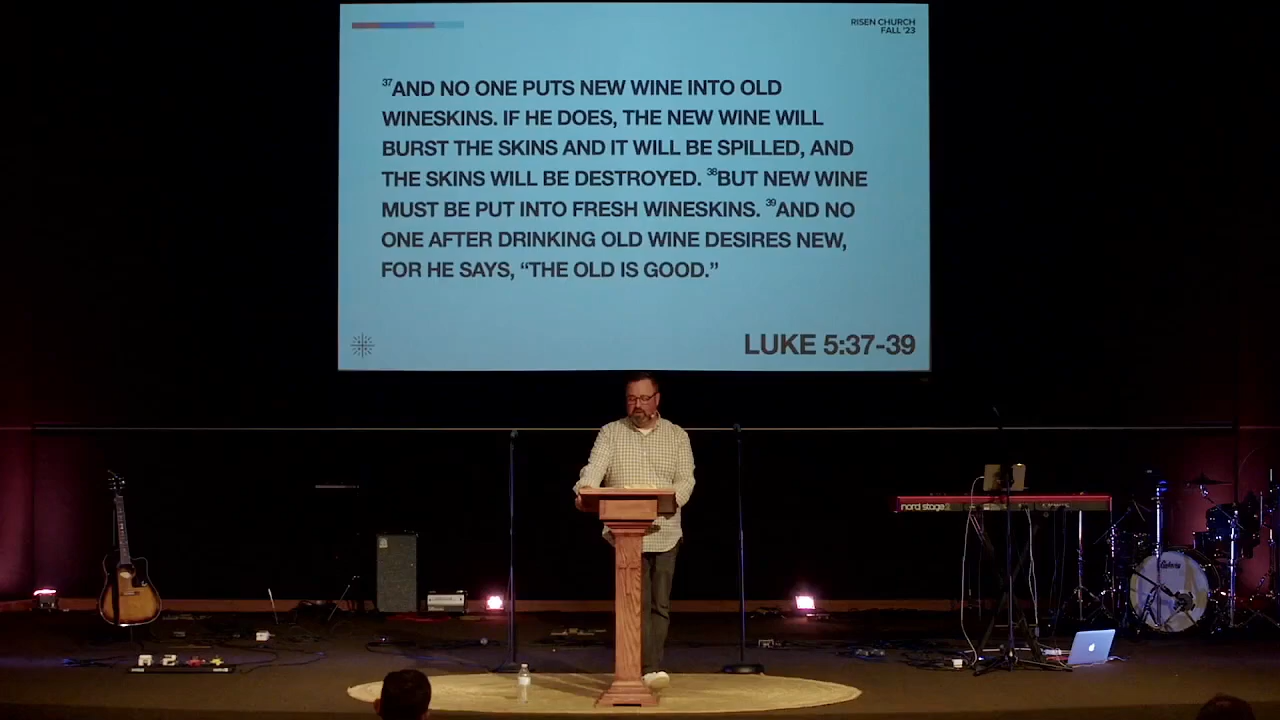 RISEN CHURCH
FALL '23
³⁷AND NO ONE PUTS NEW WINE INTO OLD
WINESKINS. IF HE DOES, THE NEW WINE WILL
BURST THE SKINS AND IT WILL BE SPILLED, AND
THE SKINS WILL BE DESTROYED. ³⁸BUT NEW WINE
MUST BE PUT INTO FRESH WINESKINS. ³⁹AND NO
ONE AFTER DRINKING OLD WINE DESIRES NEW,
FOR HE SAYS, “THE OLD IS GOOD.”
LUKE 5:37-39
nord stage